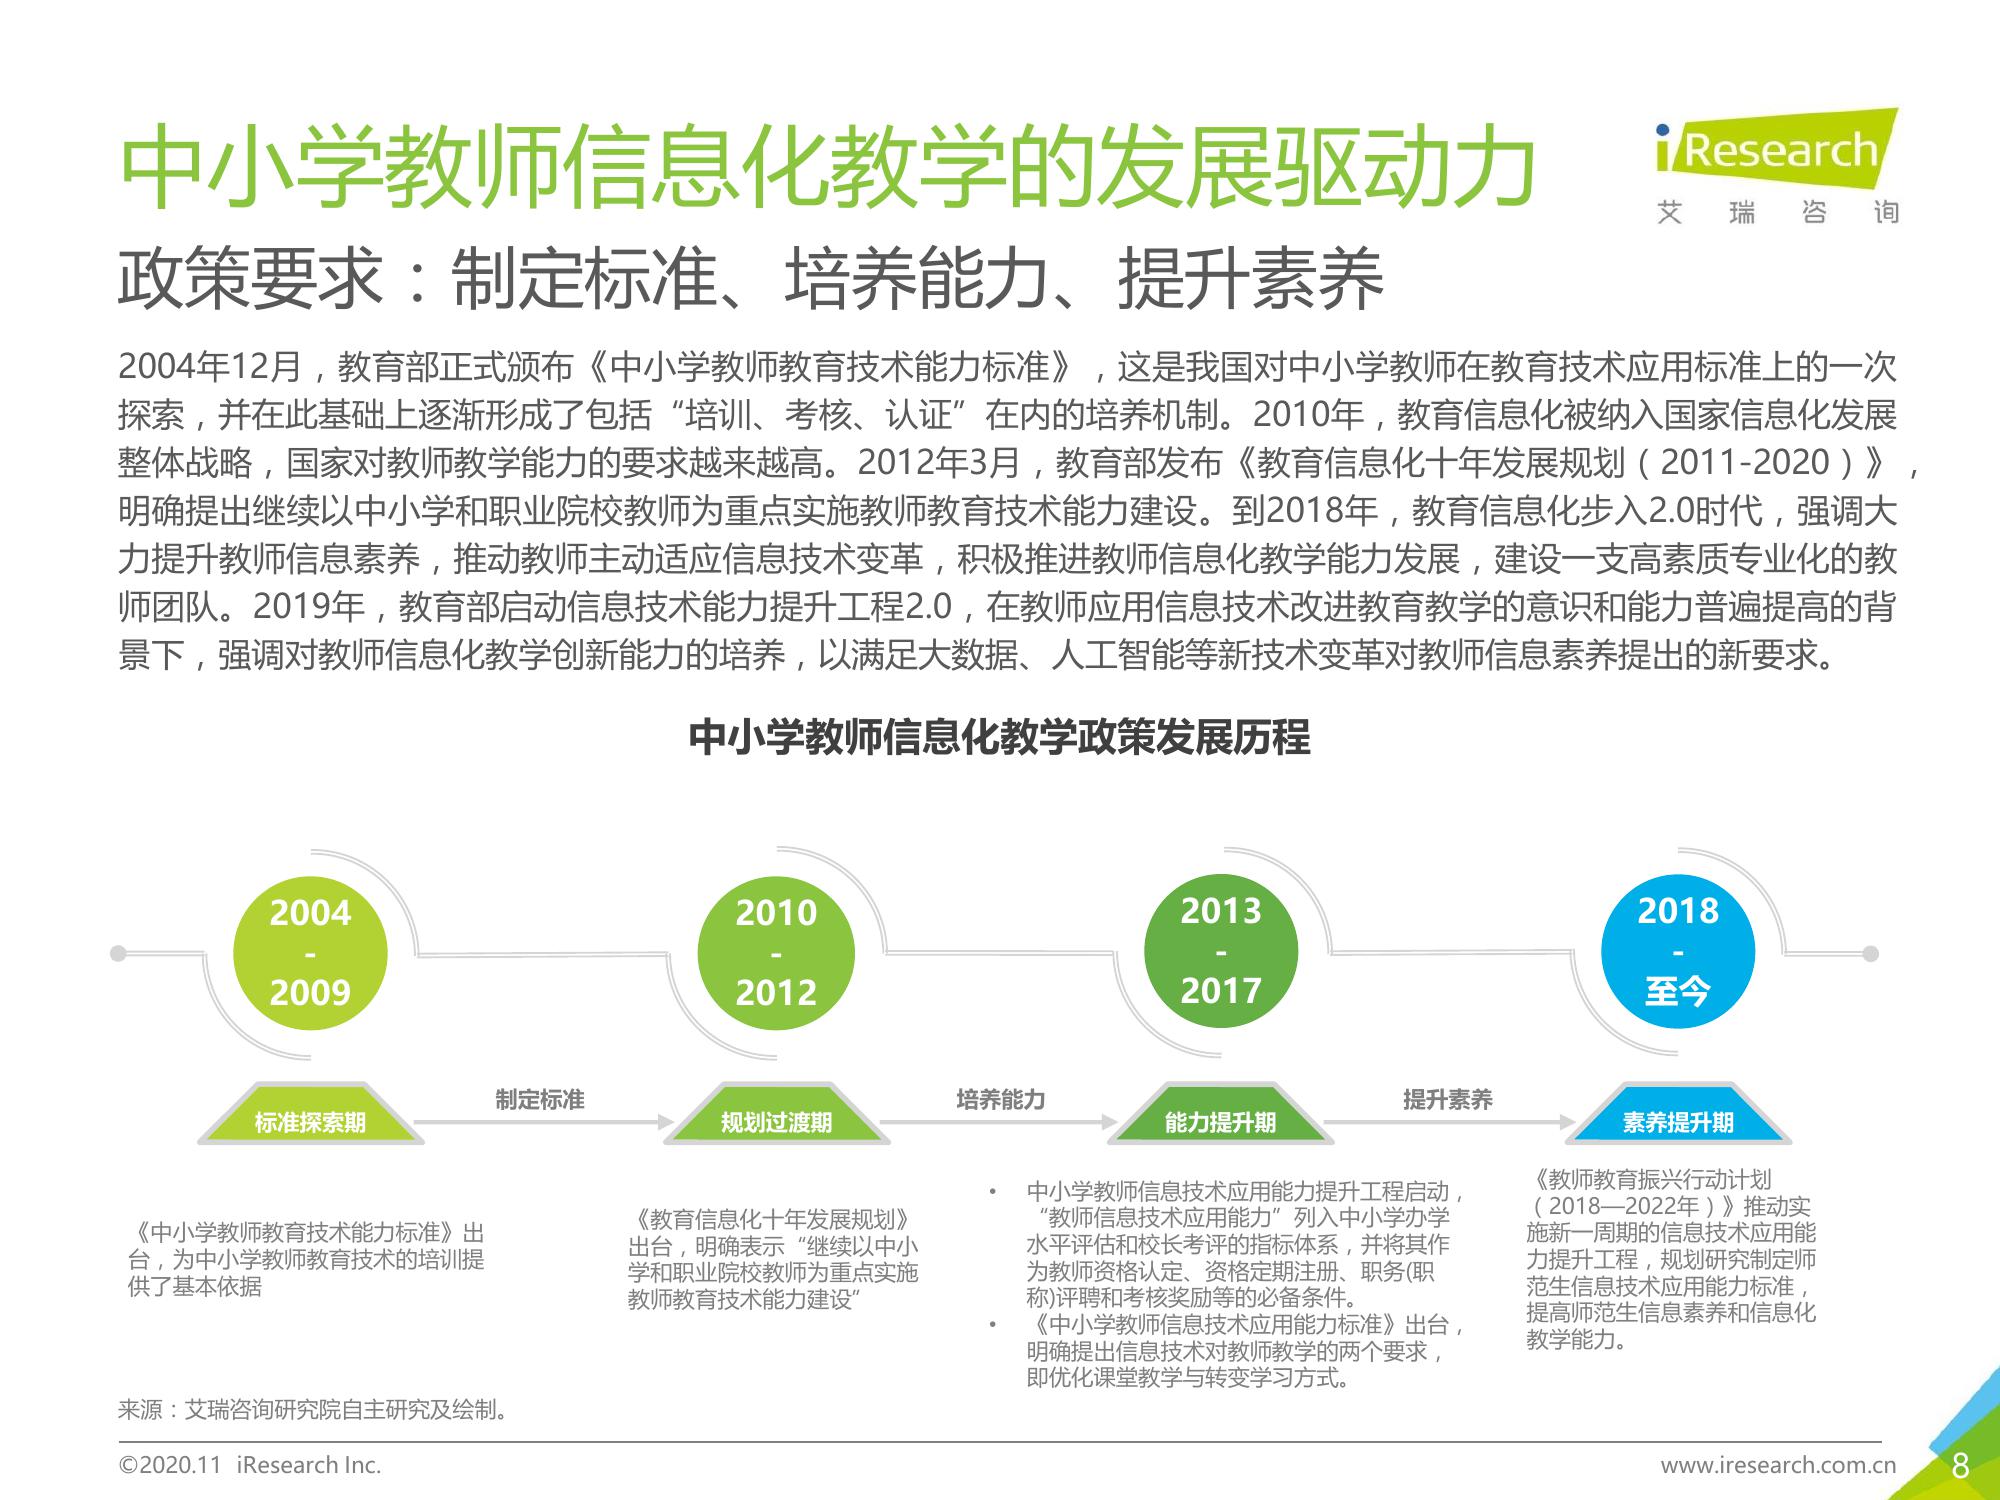 中小学教师信息化教学的发展驱动力
iResearch
艾瑞咨询
政策要求：制定标准、培养能力、提升素养
2004年12月，教育部正式颁布《中小学教师教育技术能力标准》，这是我国对中小学教师在教育技术应用标准上的一次
探索，并在此基础上逐渐形成了包括“培训、考核、认证”在内的培养机制。2010年，教育信息化被纳入国家信息化发展
整体战略，国家对教师教学能力的要求越来越高。2012年3月，教育部发布《教育信息化十年发展规划（2011-2020）》，
明确提出继续以中小学和职业院校教师为重点实施教师教育技术能力建设。到2018年，教育信息化步入2.0时代，强调大
力提升教师信息素养，推动教师主动适应信息技术变革，积极推进教师信息化教学能力发展，建设一支高素质专业化的教
师团队。2019年，教育部启动信息技术能力提升工程2.0，在教师应用信息技术改进教育教学的意识和能力普遍提高的背
景下，强调对教师信息化教学创新能力的培养，以满足大数据、人工智能等新技术变革对教师信息素养提出的新要求。
中小学教师信息化教学政策发展历程
2004
-
2009
2010
-
2012
2013
-
2017
2018
-
至今
标准探索期
制定标准
规划过渡期
培养能力
能力提升期
提升素养
素养提升期
《中小学教师教育技术能力标准》出
台，为中小学教师教育技术的培训提
供了基本依据
《教育信息化十年发展规划》
出台，明确表示“继续以中小
学和职业院校教师为重点实施
教师教育技术能力建设”
• 中小学教师信息技术应用能力提升工程启动，
“教师信息技术应用能力”列入中小学办学
水平评估和校长考评的指标体系，并将其作
为教师资格认定、资格定期注册、职务(职
称)评聘和考核奖励等的必备条件。
• 《中小学教师信息技术应用能力标准》出台，
明确提出信息技术对教师教学的两个要求，
即优化课堂教学与转变学习方式。
《教师教育振兴行动计划
（2018—2022年）》推动实
施新一周期的信息技术应用能
力提升工程，规划研究制定师
范生信息技术应用能力标准，
提高师范生信息素养和信息化
教学能力。
来源：艾瑞咨询研究院自主研究及绘制。
©2020.11 iResearch Inc.
www.iresearch.com.cn
8